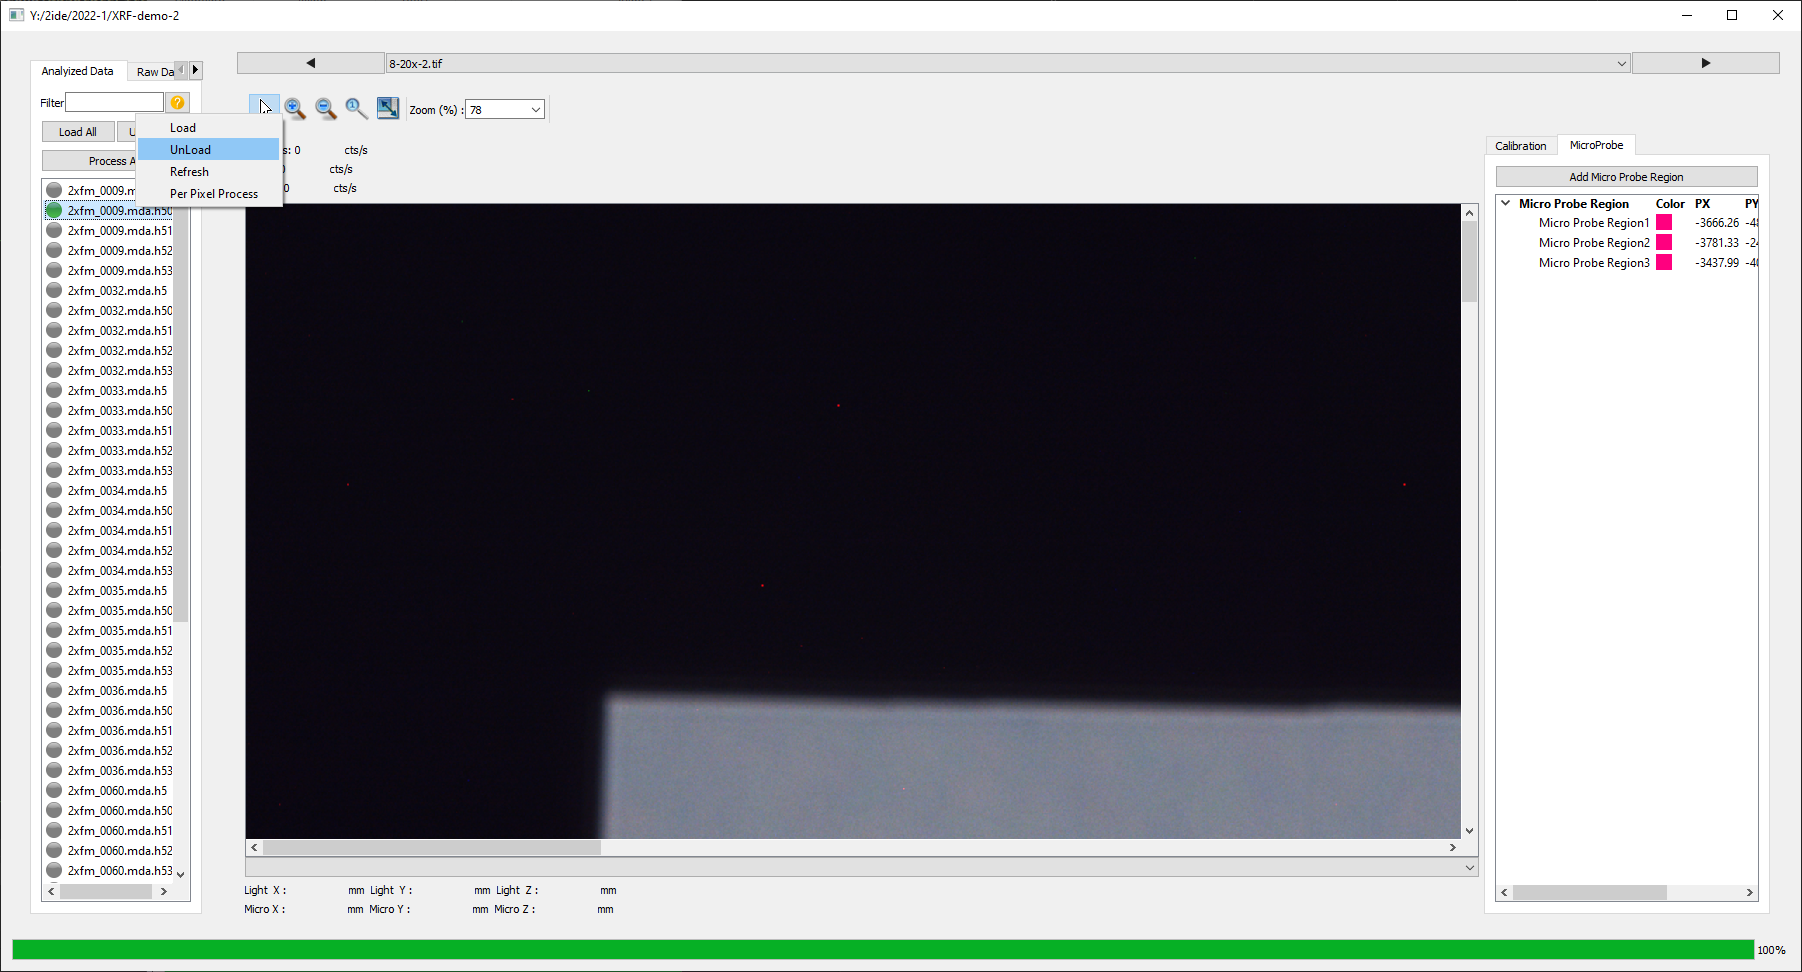 Y:/2ide/2022-1/XRF-demo-2
Analyized Data
Raw Da
8-20x-2.tif
Filter
?
Zoom (%) : 78
Load All
U
Process A
Load
UnLoad
Refresh
Per Pixel Process
s: 0 cts/s
cts/s
0 cts/s
2xfm_0009.m
2xfm_0009.mda.h50
2xfm_0009.mda.h51
2xfm_0009.mda.h52
2xfm_0009.mda.h53
2xfm_0032.mda.h5
2xfm_0032.mda.h50
2xfm_0032.mda.h51
2xfm_0032.mda.h52
2xfm_0032.mda.h53
2xfm_0033.mda.h5
2xfm_0033.mda.h50
2xfm_0033.mda.h51
2xfm_0033.mda.h52
2xfm_0033.mda.h53
2xfm_0034.mda.h5
2xfm_0034.mda.h50
2xfm_0034.mda.h51
2xfm_0034.mda.h52
2xfm_0034.mda.h53
2xfm_0035.mda.h5
2xfm_0035.mda.h50
2xfm_0035.mda.h51
2xfm_0035.mda.h52
2xfm_0035.mda.h53
2xfm_0036.mda.h5
2xfm_0036.mda.h50
2xfm_0036.mda.h51
2xfm_0036.mda.h52
2xfm_0036.mda.h53
2xfm_0060.mda.h5
2xfm_0060.mda.h50
2xfm_0060.mda.h51
2xfm_0060.mda.h52
2xfm_0060.mda.h53
Light X : mm Light Y : mm Light Z : mm
Micro X : mm Micro Y : mm Micro Z : mm
Calibration
MicroProbe
Add Micro Probe Region
Micro Probe Region Color PX PY
Micro Probe Region1 -3666.26 -48
Micro Probe Region2 -3781.33 -24
Micro Probe Region3 -3437.99 -40
100%